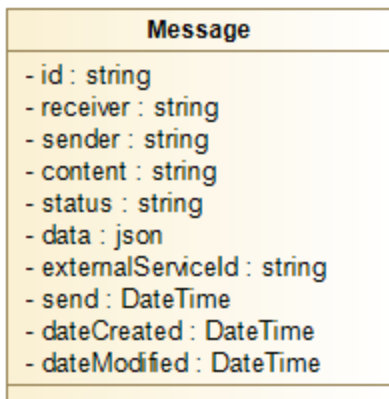 Message
- id : string
- receiver : string
- sender : string
- content : string
- status : string
- data : json
- externalServiceId : string
- send : DateTime
- dateCreated : DateTime
- dateModified : DateTime